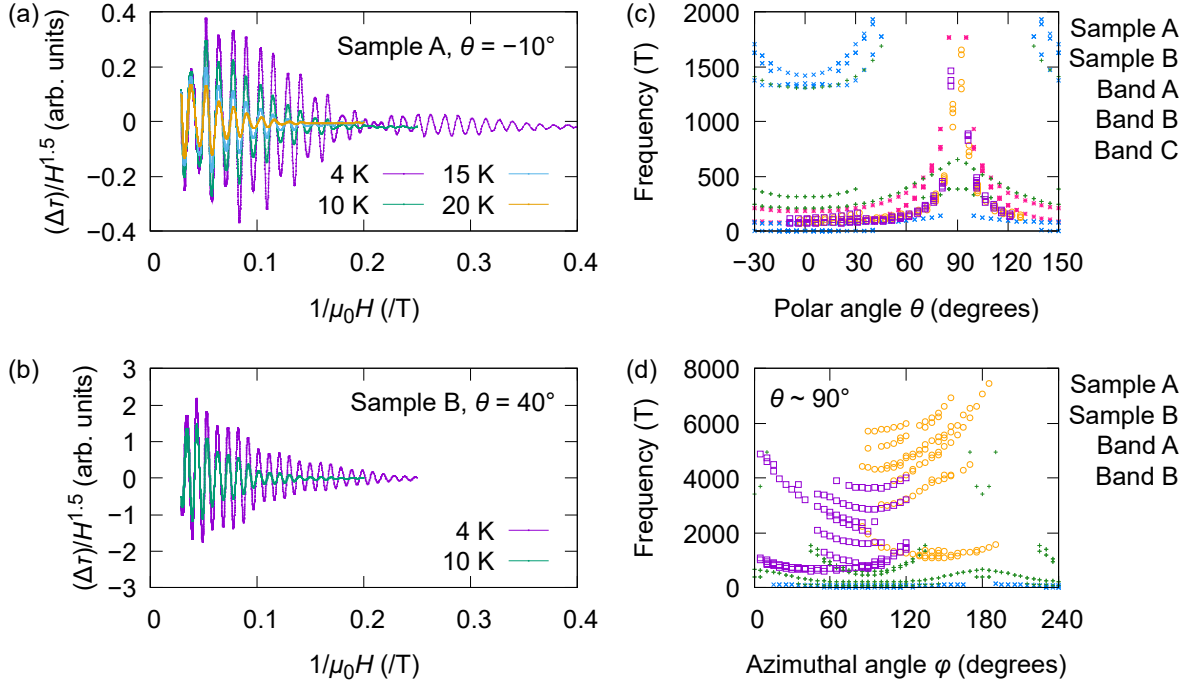 (a)
(Δτ)/H^1.5 (arb. units)
0.4
0.2
0
−0.2
−0.4
Sample A, θ = −10°
4 K
15 K
10 K
20 K
0
0.1
0.2
0.3
0.4
1/μ₀H (/T)
(b)
(Δτ)/H^1.5 (arb. units)
3
2
1
0
−1
−2
−3
Sample B, θ = 40°
4 K
10 K
0
0.1
0.2
0.3
0.4
1/μ₀H (/T)
(c)
Frequency (T)
2000
1500
1000
500
0
Sample A
Sample B
Band A
Band B
Band C
−30
0
30
60
90
120
150
Polar angle θ (degrees)
(d)
Frequency (T)
8000
6000
4000
2000
0
θ ~ 90°
Sample A
Sample B
Band A
Band B
0
60
120
180
240
Azimuthal angle φ (degrees)